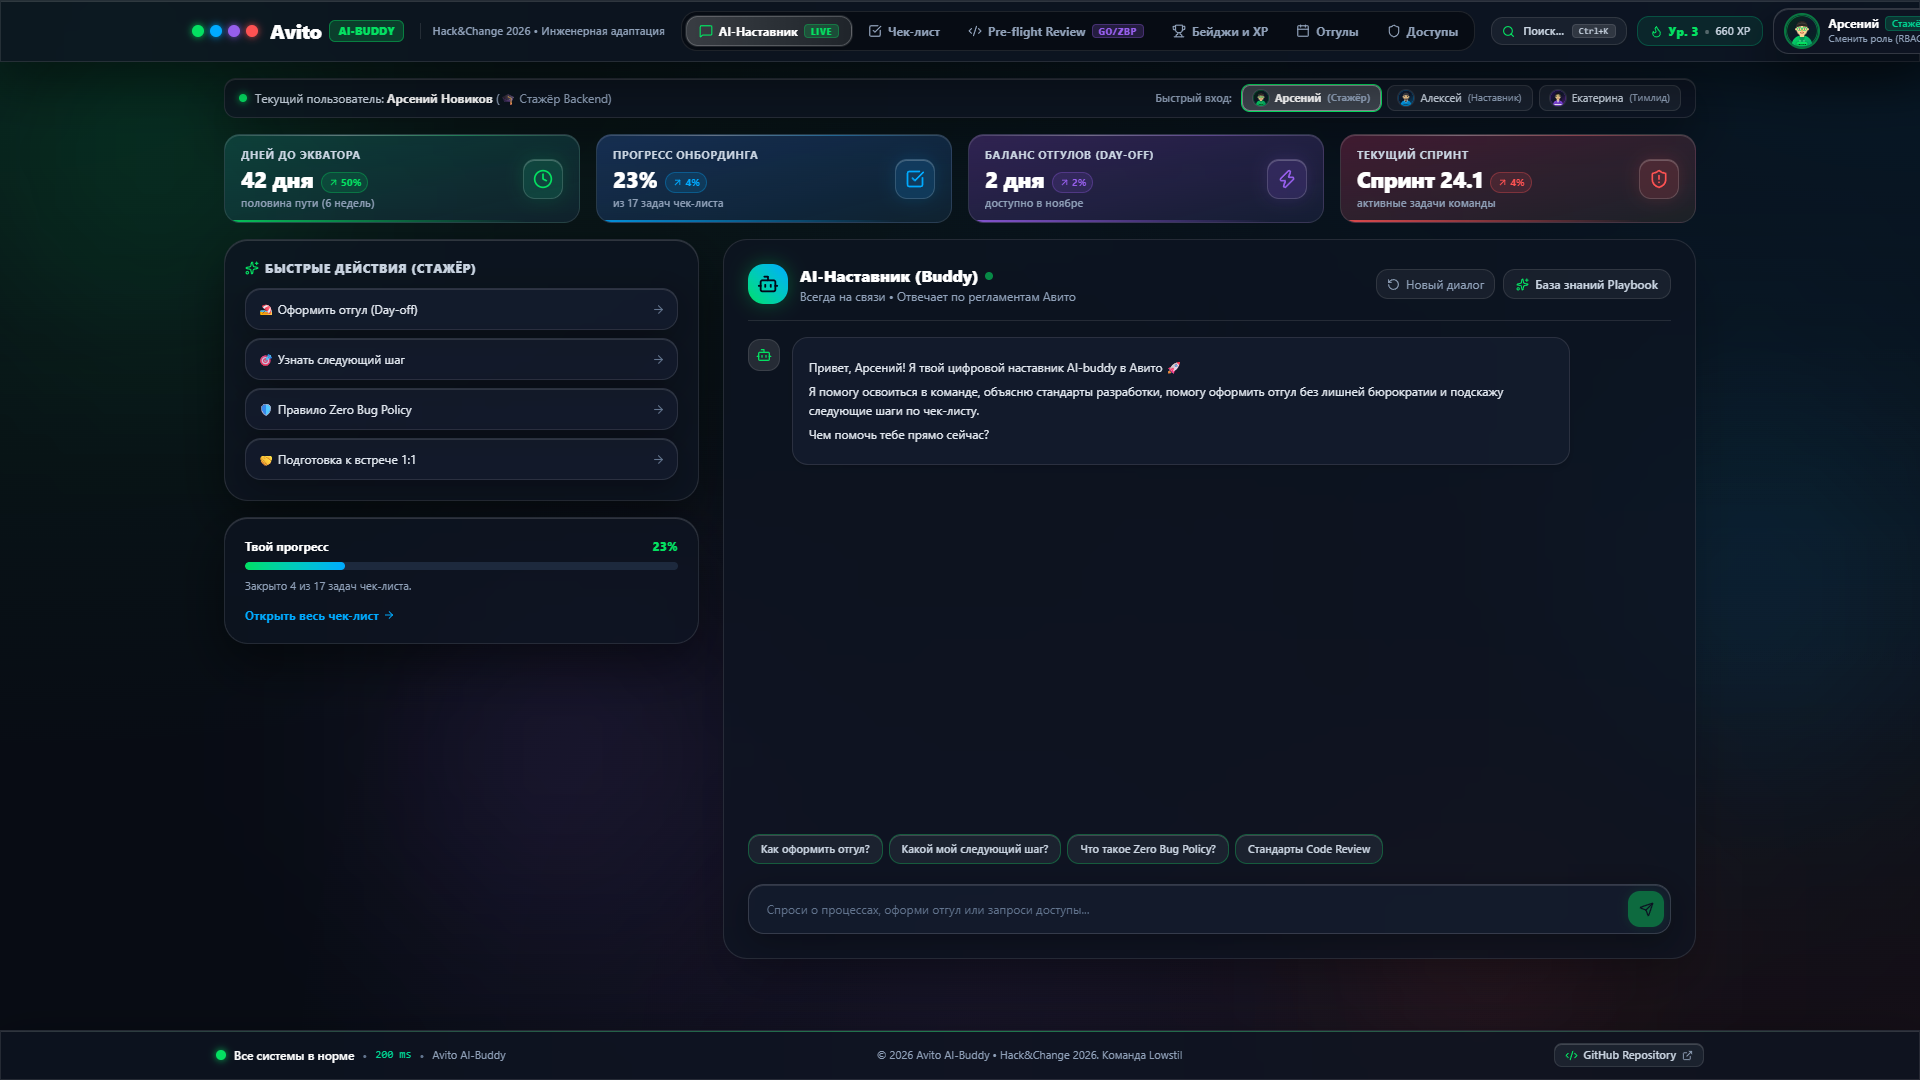 Avito AI-BUDDY Hack&Change 2026 • Инженерная адаптация AI-Наставник LIVE Чек-лист Pre-flight Review GO/ZBP Бейджи и XP Отгулы Доступы Поиск... Ctrl+K Ур. 3 • 660 XP Арсений
Сменить роль (RBAC
Текущий пользователь: Арсений Новиков ( Стажёр Backend) Быстрый вход: Арсений (Стажёр) Алексей (Наставник) Екатерина (Тимлид)
ДНЕЙ ДО ЭКВАТОРА
42 дня 50%
половина пути (6 недель)
ПРОГРЕСС ОНБОРДИНГА
23% 4%
из 17 задач чек-листа
БАЛАНС ОТГУЛОВ (DAY-OFF)
2 дня 2%
доступно в ноябре
ТЕКУЩИЙ СПРИНТ
Спринт 24.1 4%
активные задачи команды
БЫСТРЫЕ ДЕЙСТВИЯ (СТАЖЁР)
Оформить отгул (Day-off)
Узнать следующий шаг
Правило Zero Bug Policy
Подготовка к встрече 1:1
Твой прогресс 23%
Закрыто 4 из 17 задач чек-листа.
Открыть весь чек-лист
AI-Наставник (Buddy)
Всегда на связи • Отвечает по регламентам Авито
Новый диалог База знаний Playbook
Привет, Арсений! Я твой цифровой наставник AI-buddy в Авито 🚀
Я помогу освоиться в команде, объясню стандарты разработки, помогу оформить отгул без лишней бюрократии и подскажу
следующие шаги по чек-листу.
Чем помочь тебе прямо сейчас?
Как оформить отгул? Какой мой следующий шаг? Что такое Zero Bug Policy? Стандарты Code Review
Спроси о процессах, оформи отгул или запроси доступы...
Все системы в норме • 200 ms • Avito AI-Buddy © 2026 Avito AI-Buddy • Hack&Change 2026. Команда Lowstil GitHub Repository